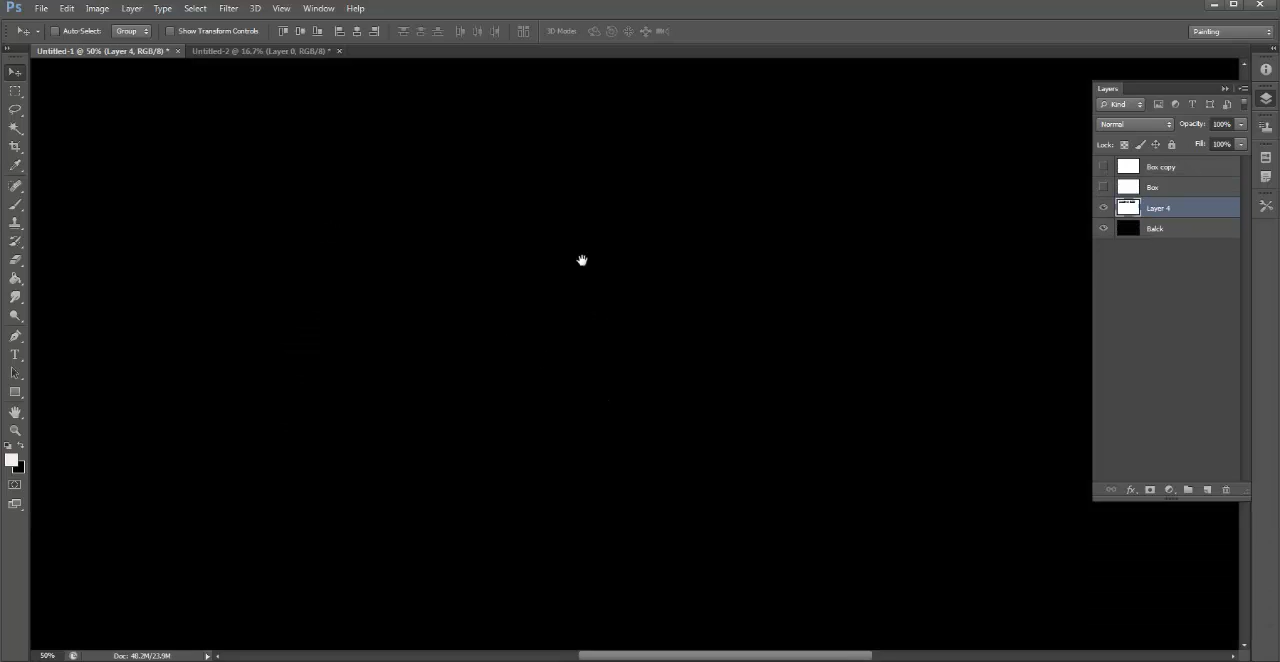 Ps File Edit Image Layer Type Select Filter 3D View Window Help
Auto-Select: Group Show Transform Controls 3D Mode: Painting
Untitled-1 @ 50% (Layer 4, RGB/8) * × Untitled-2 @ 16.7% (Layer 0, RGB/8) * ×
Layers
Kind
Normal Opacity: 100%
Lock: Fill: 100%
Box copy
Box
Layer 4
Balck
50% Doc: 48.2M/23.9M